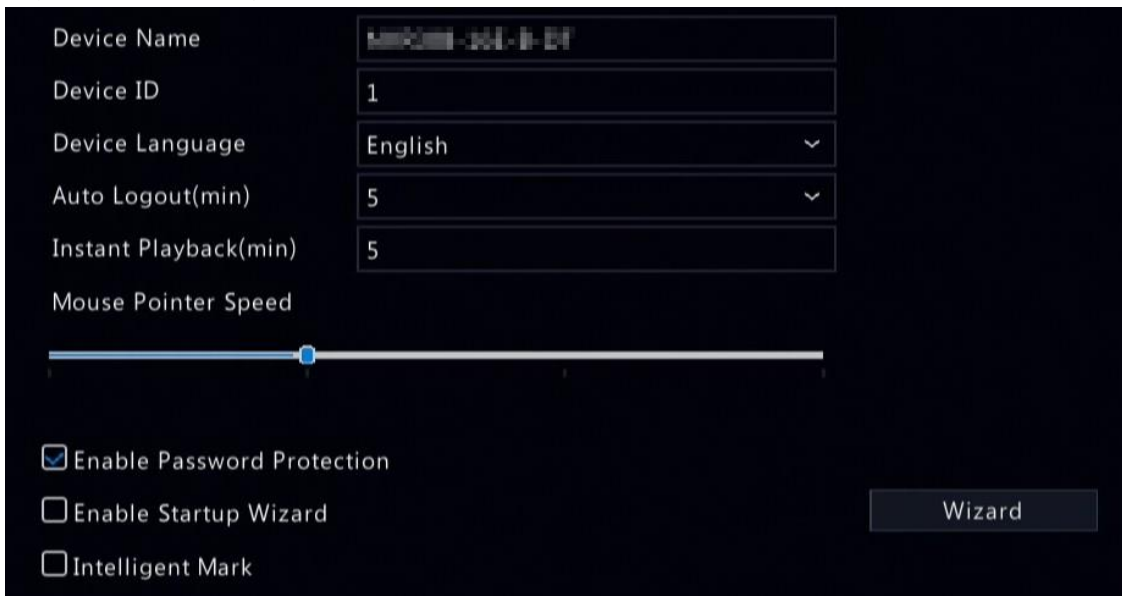 Device Name
Device ID 1
Device Language English
Auto Logout(min) 5
Instant Playback(min) 5
Mouse Pointer Speed
Enable Password Protection
Enable Startup Wizard Wizard
Intelligent Mark